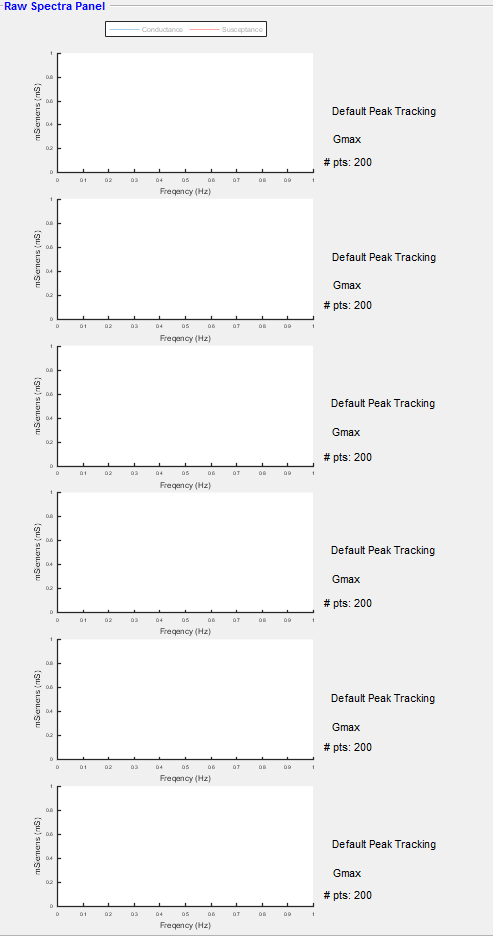 Raw Spectra Panel
Conductance Susceptance
1
0.8
0.6
0.4
0.2
0
mSiemens (mS)
0 0.1 0.2 0.3 0.4 0.5 0.6 0.7 0.8 0.9 1
Freqency (Hz)
Default Peak Tracking
Gmax
# pts: 200
1
0.8
0.6
0.4
0.2
0
mSiemens (mS)
0 0.1 0.2 0.3 0.4 0.5 0.6 0.7 0.8 0.9 1
Freqency (Hz)
Default Peak Tracking
Gmax
# pts: 200
1
0.8
0.6
0.4
0.2
0
mSiemens (mS)
0 0.1 0.2 0.3 0.4 0.5 0.6 0.7 0.8 0.9 1
Freqency (Hz)
Default Peak Tracking
Gmax
# pts: 200
1
0.8
0.6
0.4
0.2
0
mSiemens (mS)
0 0.1 0.2 0.3 0.4 0.5 0.6 0.7 0.8 0.9 1
Freqency (Hz)
Default Peak Tracking
Gmax
# pts: 200
1
0.8
0.6
0.4
0.2
0
mSiemens (mS)
0 0.1 0.2 0.3 0.4 0.5 0.6 0.7 0.8 0.9 1
Freqency (Hz)
Default Peak Tracking
Gmax
# pts: 200
1
0.8
0.6
0.4
0.2
0
mSiemens (mS)
0 0.1 0.2 0.3 0.4 0.5 0.6 0.7 0.8 0.9 1
Freqency (Hz)
Default Peak Tracking
Gmax
# pts: 200